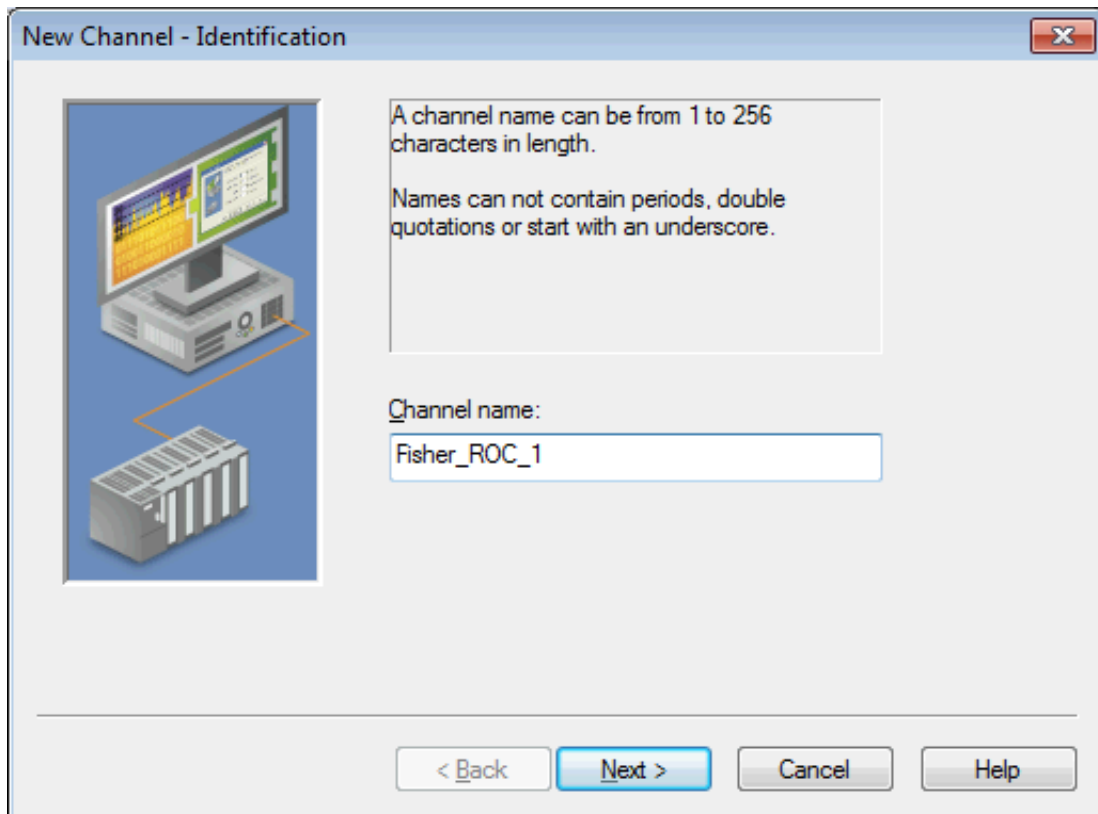 New Channel - Identification
A channel name can be from 1 to 256
characters in length.
Names can not contain periods, double
quotations or start with an underscore.
Channel name:
Fisher_ROC_1
< Back
Next >
Cancel
Help